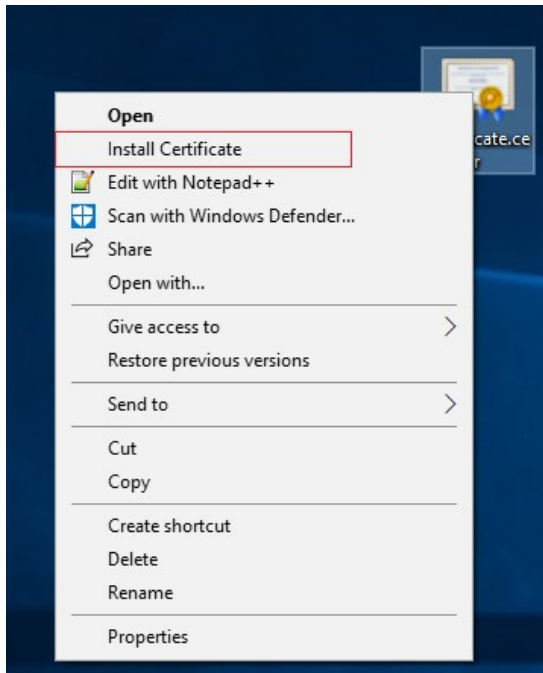 Open
Install Certificate
cate.ce
r
Edit with Notepad++
Scan with Windows Defender...
Share
Open with...
Give access to
Restore previous versions
Send to
Cut
Copy
Create shortcut
Delete
Rename
Properties